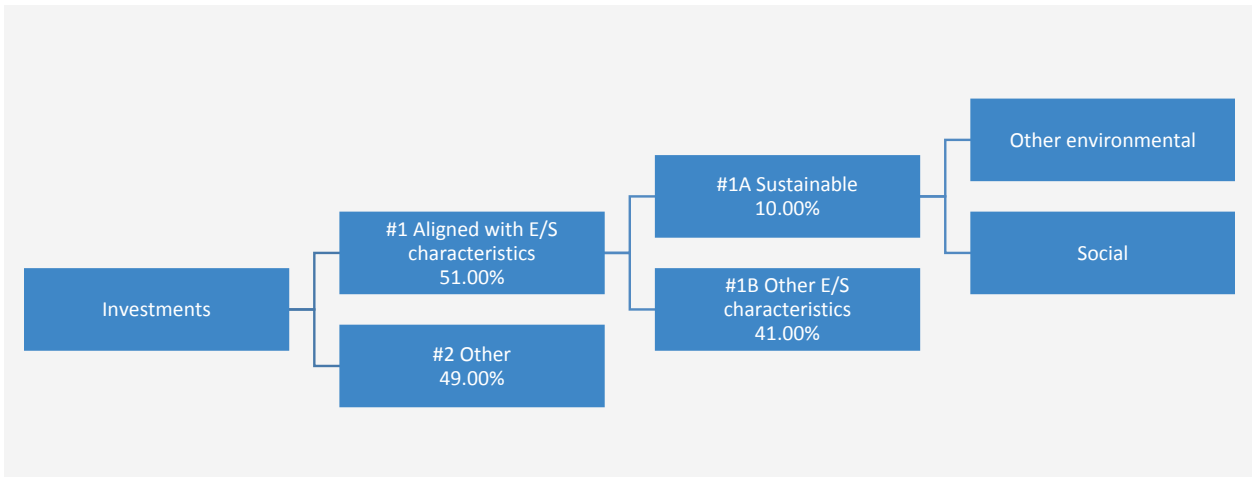 Investments
#1 Aligned with E/S
characteristics
51.00%
#2 Other
49.00%
#1A Sustainable
10.00%
#1B Other E/S
characteristics
41.00%
Other environmental
Social